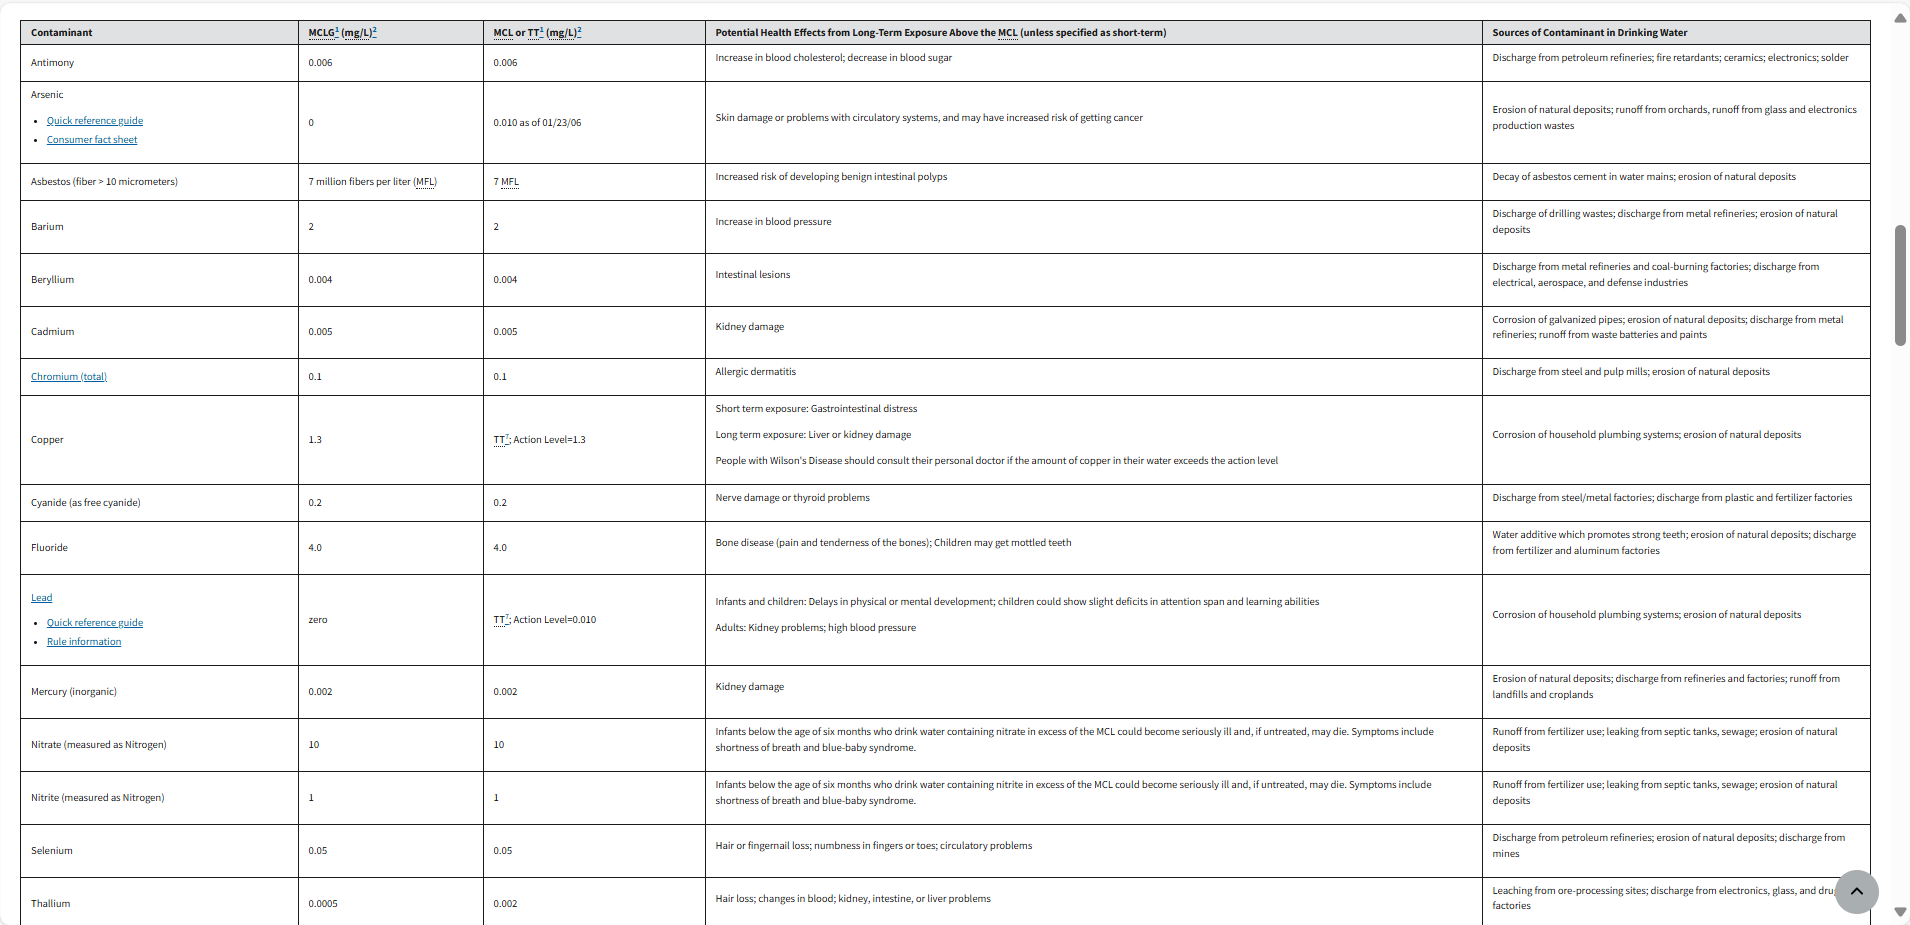 Contaminant MCLG1 (mg/L)2 MCL or TT1 (mg/L)2 Potential Health Effects from Long-Term Exposure Above the MCL (unless specified as short-term) Sources of Contaminant in Drinking Water
Antimony 0.006 0.006 Increase in blood cholesterol; decrease in blood sugar Discharge from petroleum refineries; fire retardants; ceramics; electronics; solder
Arsenic
Quick reference guide
Consumer fact sheet
0 0.010 as of 01/23/06 Skin damage or problems with circulatory systems, and may have increased risk of getting cancer
Erosion of natural deposits; runoff from orchards, runoff from glass and electronics
production wastes
Asbestos (fiber > 10 micrometers) 7 million fibers per liter (MFL) 7 MFL Increased risk of developing benign intestinal polyps Decay of asbestos cement in water mains; erosion of natural deposits
Barium 2 2 Increase in blood pressure Discharge of drilling wastes; discharge from metal refineries; erosion of natural
deposits
Beryllium 0.004 0.004 Intestinal lesions Discharge from metal refineries and coal-burning factories; discharge from
electrical, aerospace, and defense industries
Cadmium 0.005 0.005 Kidney damage Corrosion of galvanized pipes; erosion of natural deposits; discharge from metal
refineries; runoff from waste batteries and paints
Chromium (total) 0.1 0.1 Allergic dermatitis Discharge from steel and pulp mills; erosion of natural deposits
Copper 1.3 TT7; Action Level=1.3 Short term exposure: Gastrointestinal distress
Long term exposure: Liver or kidney damage
People with Wilson's Disease should consult their personal doctor if the amount of copper in their water exceeds the action level
Corrosion of household plumbing systems; erosion of natural deposits
Cyanide (as free cyanide) 0.2 0.2 Nerve damage or thyroid problems Discharge from steel/metal factories; discharge from plastic and fertilizer factories
Fluoride 4.0 4.0 Bone disease (pain and tenderness of the bones); Children may get mottled teeth Water additive which promotes strong teeth; erosion of natural deposits; discharge
from fertilizer and aluminum factories
Lead
Quick reference guide
Rule information
zero TT7; Action Level=0.010 Infants and children: Delays in physical or mental development; children could show slight deficits in attention span and learning abilities
Adults: Kidney problems; high blood pressure
Corrosion of household plumbing systems; erosion of natural deposits
Mercury (inorganic) 0.002 0.002 Kidney damage Erosion of natural deposits; discharge from refineries and factories; runoff from
landfills and croplands
Nitrate (measured as Nitrogen) 10 10 Infants below the age of six months who drink water containing nitrate in excess of the MCL could become seriously ill and, if untreated, may die. Symptoms include
shortness of breath and blue-baby syndrome.
Runoff from fertilizer use; leaking from septic tanks, sewage; erosion of natural
deposits
Nitrite (measured as Nitrogen) 1 1 Infants below the age of six months who drink water containing nitrite in excess of the MCL could become seriously ill and, if untreated, may die. Symptoms include
shortness of breath and blue-baby syndrome.
Runoff from fertilizer use; leaking from septic tanks, sewage; erosion of natural
deposits
Selenium 0.05 0.05 Hair or fingernail loss; numbness in fingers or toes; circulatory problems Discharge from petroleum refineries; erosion of natural deposits; discharge from
mines
Thallium 0.0005 0.002 Hair loss; changes in blood; kidney, intestine, or liver problems Leaching from ore-processing sites; discharge from electronics, glass, and
factories